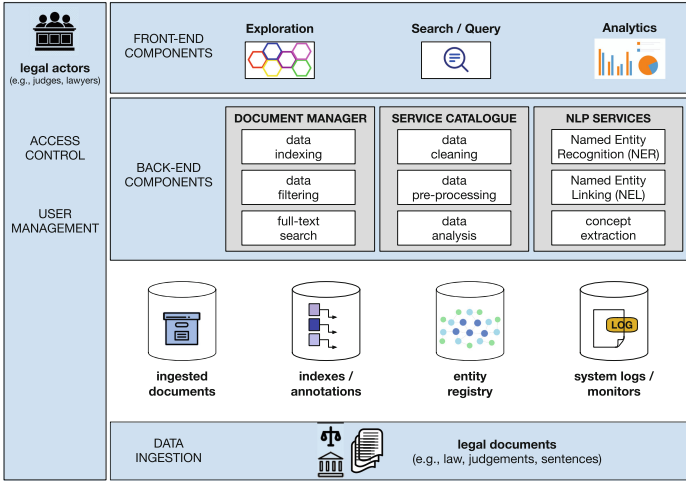 legal actors
(e.g., judges, lawyers)
ACCESS
CONTROL
USER
MANAGEMENT
FRONT-END
COMPONENTS
Exploration
Search / Query
Analytics
BACK-END
COMPONENTS
DOCUMENT MANAGER
data
indexing
data
filtering
full-text
search
SERVICE CATALOGUE
data
cleaning
data
pre-processing
data
analysis
NLP SERVICES
Named Entity
Recognition (NER)
Named Entity
Linking (NEL)
concept
extraction
ingested
documents
indexes /
annotations
entity
registry
LOG
system logs /
monitors
DATA
INGESTION
legal documents
(e.g., law, judgements, sentences)